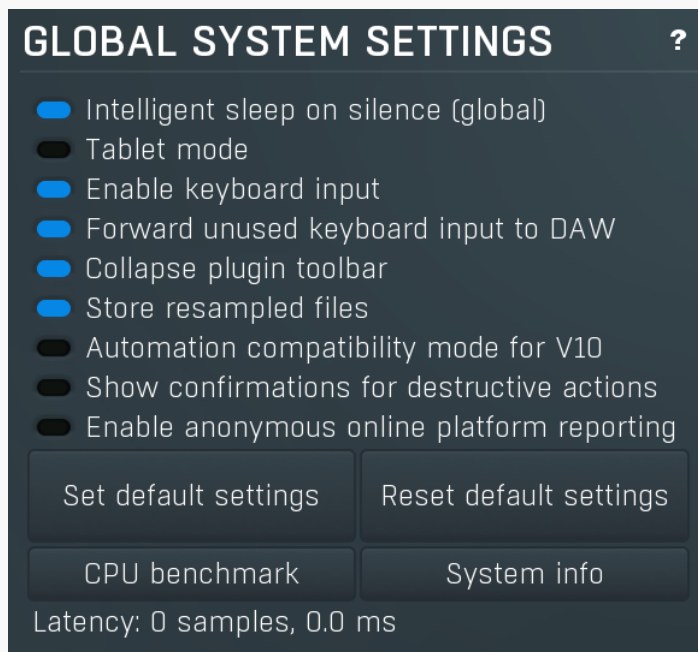 GLOBAL SYSTEM SETTINGS ?
Intelligent sleep on silence (global)
Tablet mode
Enable keyboard input
Forward unused keyboard input to DAW
Collapse plugin toolbar
Store resampled files
Automation compatibility mode for V10
Show confirmations for destructive actions
Enable anonymous online platform reporting
Set default settings Reset default settings
CPU benchmark System info
Latency: 0 samples, 0.0 ms